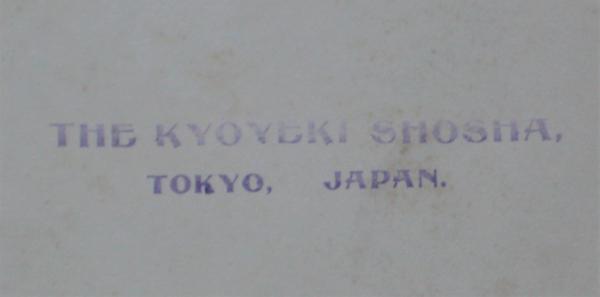 THE KYOYEKI SHOSHA,
TOKYO, JAPAN.